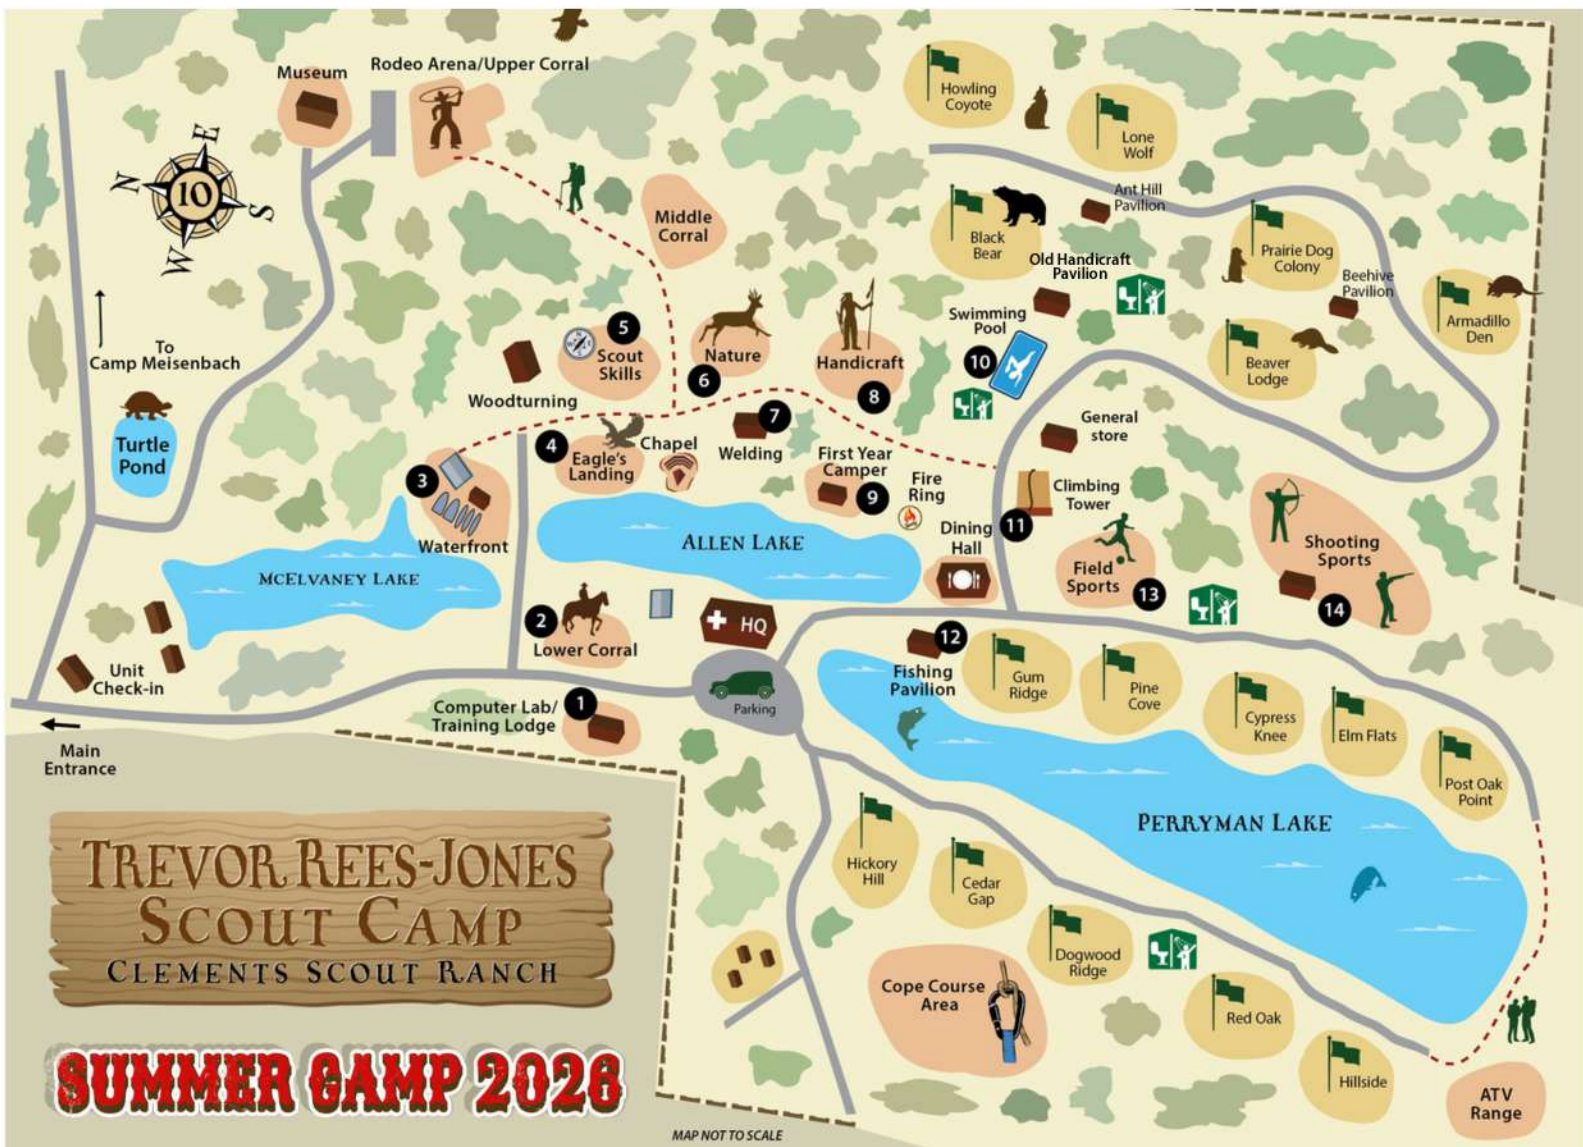 Museum
Rodeo Arena/Upper Corral
Howling
Coyote
Lone
Wolf
N
E
S
W
10
Middle
Corral
Black
Bear
Ant Hill
Pavilion
Prairie Dog
Colony
Old Handicraft
Pavilion
Beehive
Pavilion
Armadillo
Den
Beaver
Lodge
To
Camp Meisenbach
Turtle
Pond
5
Scout
Skills
Woodturning
Nature
6
Handicraft
8
Swimming
Pool
10
General
store
7
Welding
4
Eagle's
Landing
Chapel
First Year
Camper
9
Fire
Ring
Climbing
Tower
11
3
Waterfront
McElvaney Lake
Allen Lake
Dining
Hall
Field
Sports
13
Shooting
Sports
14
2
Lower Corral
HQ
Unit
Check-in
Main
Entrance
Computer Lab/
Training Lodge
1
Parking
12
Fishing
Pavilion
Gum
Ridge
Pine
Cove
Cypress
Knee
Elm Flats
Post Oak
Point
Perryman Lake
Hickory
Hill
Cedar
Gap
Dogwood
Ridge
Cope Course
Area
Red Oak
Hillside
ATV
Range
Trevor Rees-Jones
Scout Camp
Clements Scout Ranch
SUMMER CAMP 2026
MAP NOT TO SCALE